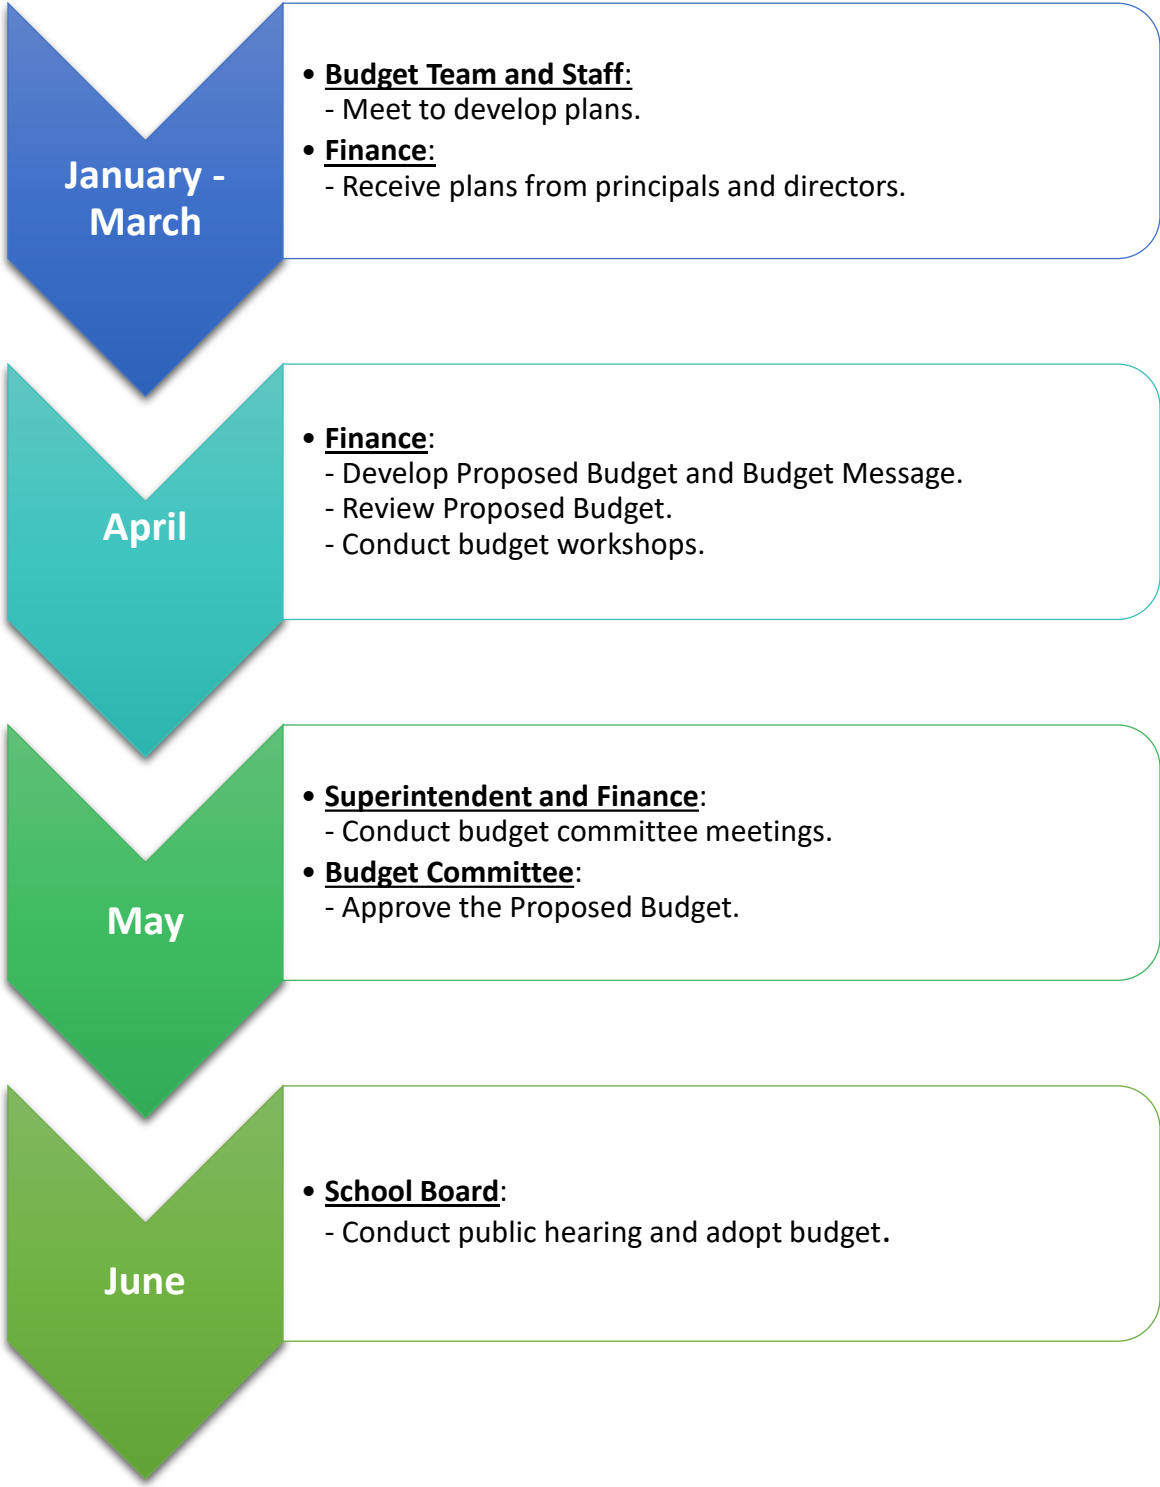 January -
March
• Budget Team and Staff:
- Meet to develop plans.
• Finance:
- Receive plans from principals and directors.
April
• Finance:
- Develop Proposed Budget and Budget Message.
- Review Proposed Budget.
- Conduct budget workshops.
May
• Superintendent and Finance:
- Conduct budget committee meetings.
• Budget Committee:
- Approve the Proposed Budget.
June
• School Board:
- Conduct public hearing and adopt budget.